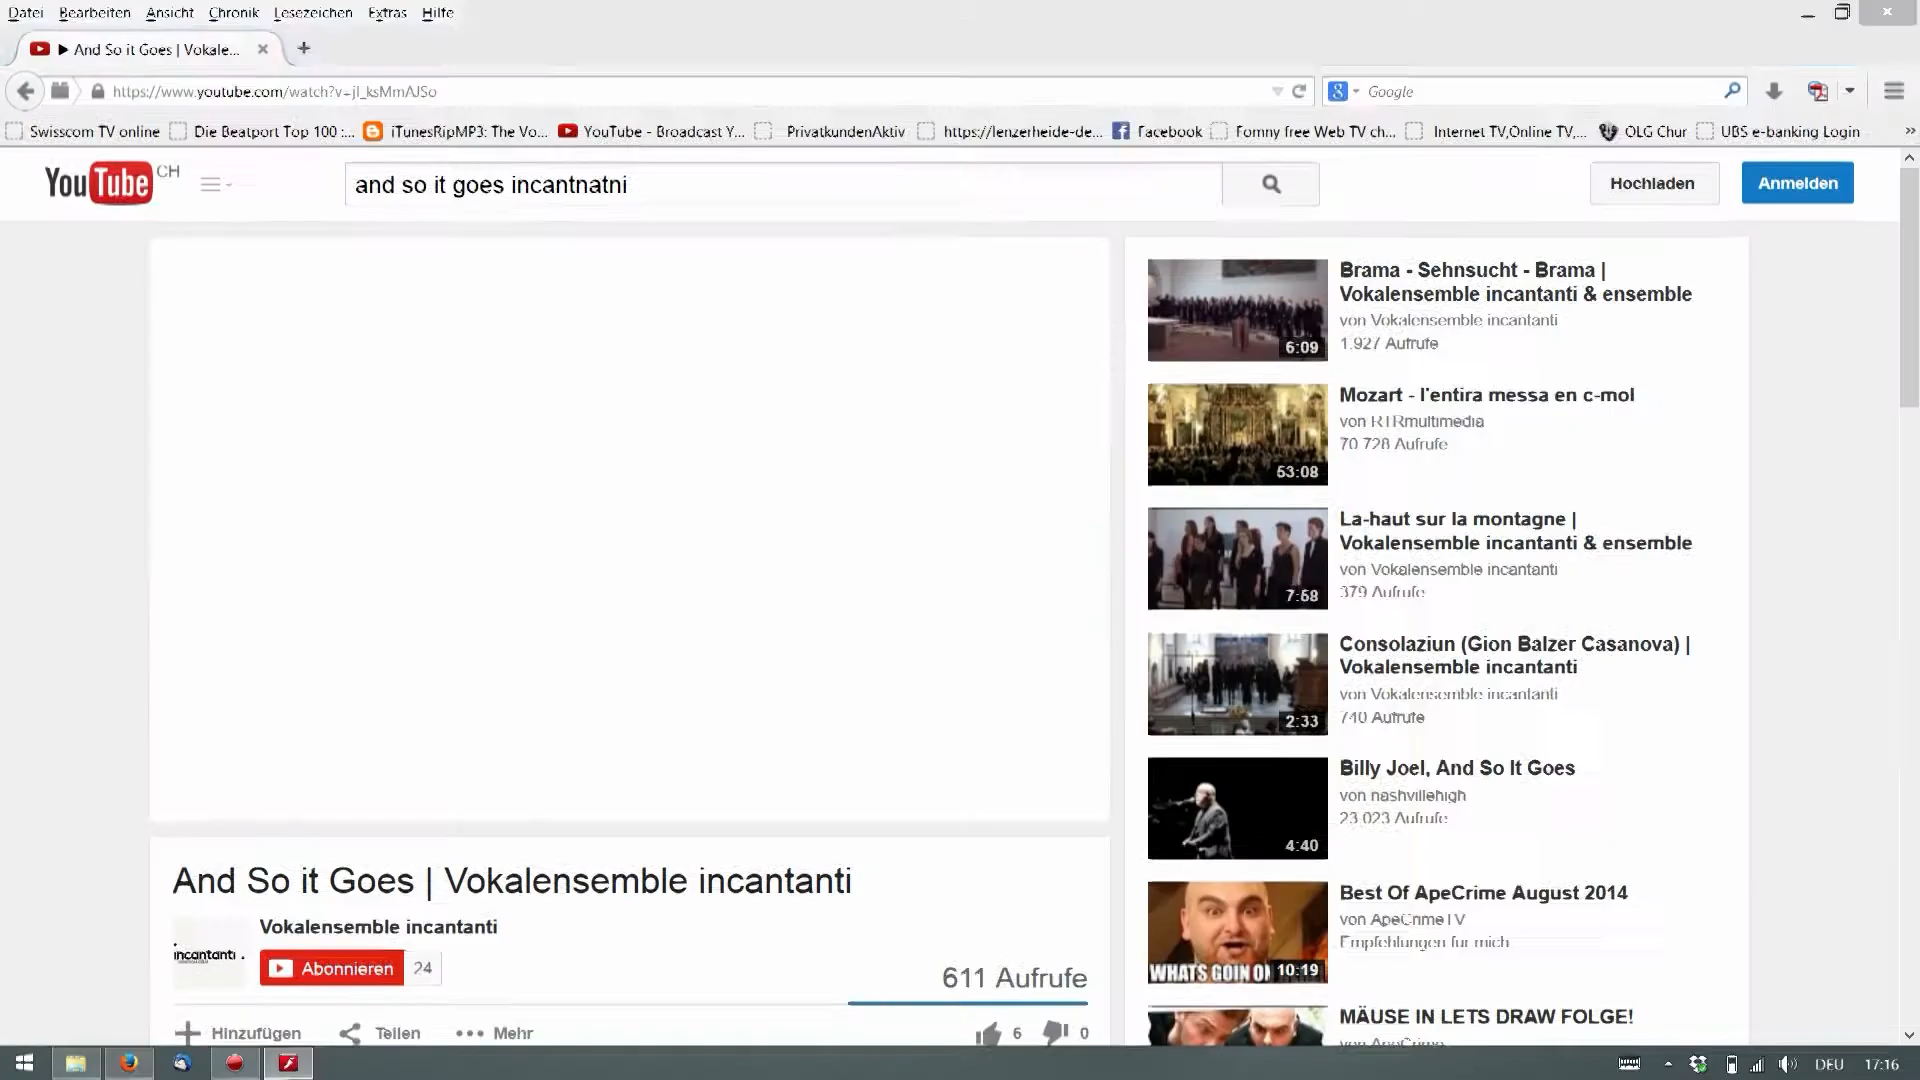 Datei Bearbeiten Ansicht Chronik Lesezeichen Extras Hilfe
And So it Goes | Vokale...
https://www.youtube.com/watch?v=jl_ksMmAJSo
Google
Swisscom TV online Die Beatport Top 100 :... iTunesRipMP3: The Vo... YouTube - Broadcast Y... PrivatkundenAktiv https://lenzerheide-de... Facebook Fomny free Web TV ch... Internet TV,Online TV,... OLG Chur UBS e-banking Login
YouTube CH
and so it goes incantnatni
Hochladen Anmelden
Brama - Sehnsucht - Brama |
Vokalensemble incantanti & ensemble
von Vokalensemble incantanti
1.927 Aufrufe
6:09
Mozart - l'entira messa en c-mol
von RTRmultimedia
70 728 Aufrufe
53:08
La-haut sur la montagne |
Vokalensemble incantanti & ensemble
von Vokalensemble incantanti
379 Aufrufe
7:58
Consolaziun (Gion Balzer Casanova) |
Vokalensemble incantanti
von Vokalensemble incantanti
740 Aufrufe
2:33
Billy Joel, And So It Goes
von nashvillehigh
23 023 Aufrufe
4:40
Best Of ApeCrime August 2014
von ApeCrimeTV
Empfehlungen für mich
WHATS GOIN ON 10:19
MÄUSE IN LETS DRAW FOLGE!
von ApeCrime
And So it Goes | Vokalensemble incantanti
incantanti.
Vokalensemble incantanti
Abonnieren 24
611 Aufrufe
Hinzufügen Teilen Mehr 6 0
DEU 17:16